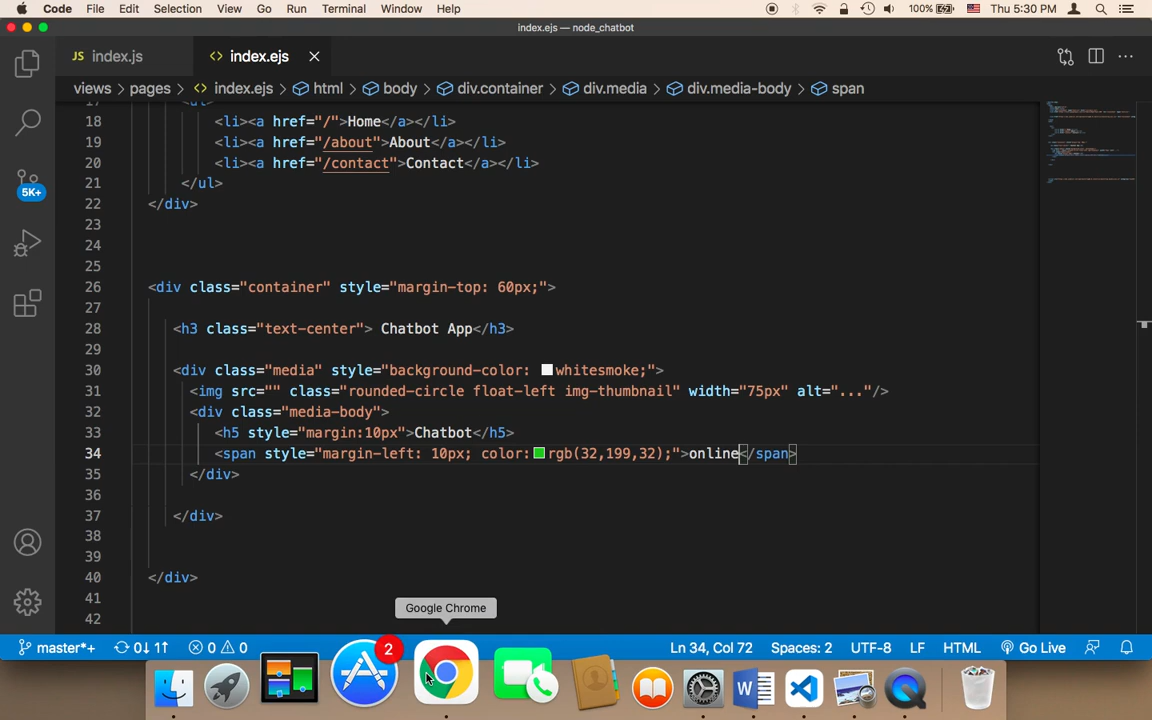 Code File Edit Selection View Go Run Terminal Window Help 100% Thu 5:30 PM
index.ejs — node_chatbot
JS index.js <> index.ejs
views > pages > <> index.ejs > html > body > div.container > div.media > div.media-body > span
18 <li><a href="/">Home</a></li>
19 <li><a href="/about">About</a></li>
20 <li><a href="/contact">Contact</a></li>
21 </ul>
22 </div>
23
24
25
26 <div class="container" style="margin-top: 60px;">
27
28 <h3 class="text-center"> Chatbot App</h3>
29
30 <div class="media" style="background-color: whitesmoke;">
31 <img src="" class="rounded-circle float-left img-thumbnail" width="75px" alt="..."/>
32 <div class="media-body">
33 <h5 style="margin:10px">Chatbot</h5>
34 <span style="margin-left: 10px; color:rgb(32,199,32);">online</span>
35 </div>
36
37 </div>
38
39
40 </div>
41
42
5K+
Google Chrome
master*+ 0↓ 1↑ 0 0 Ln 34, Col 72 Spaces: 2 UTF-8 LF HTML Go Live
2
W